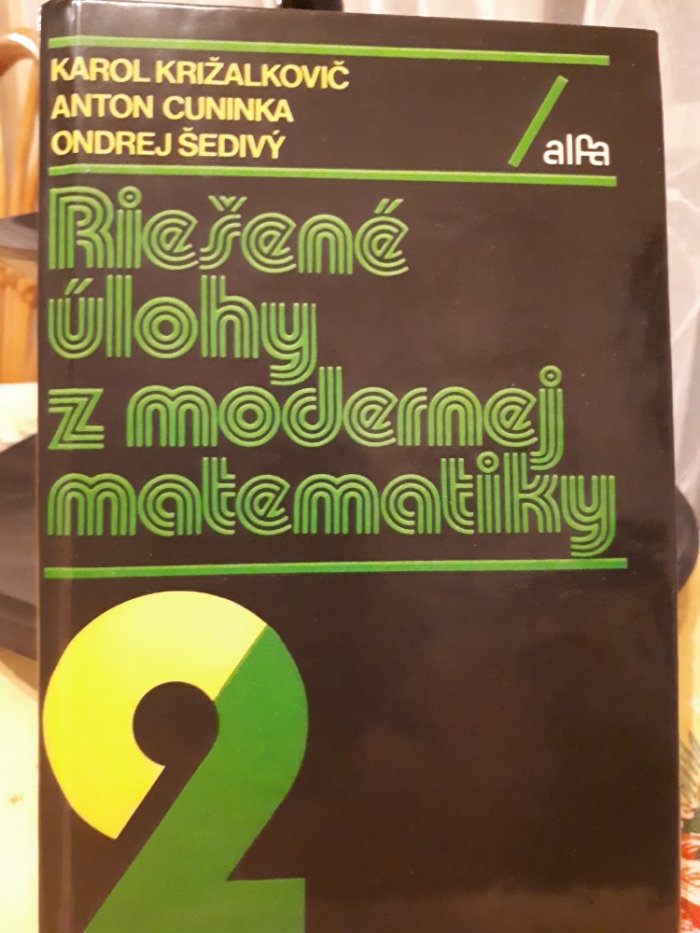 KAROL KRIŽALKOVIČ
ANTON CUNINKA
ONDREJ ŠEDIVÝ
alfa
Riešené
úlohy
z modernej
matematiky
2